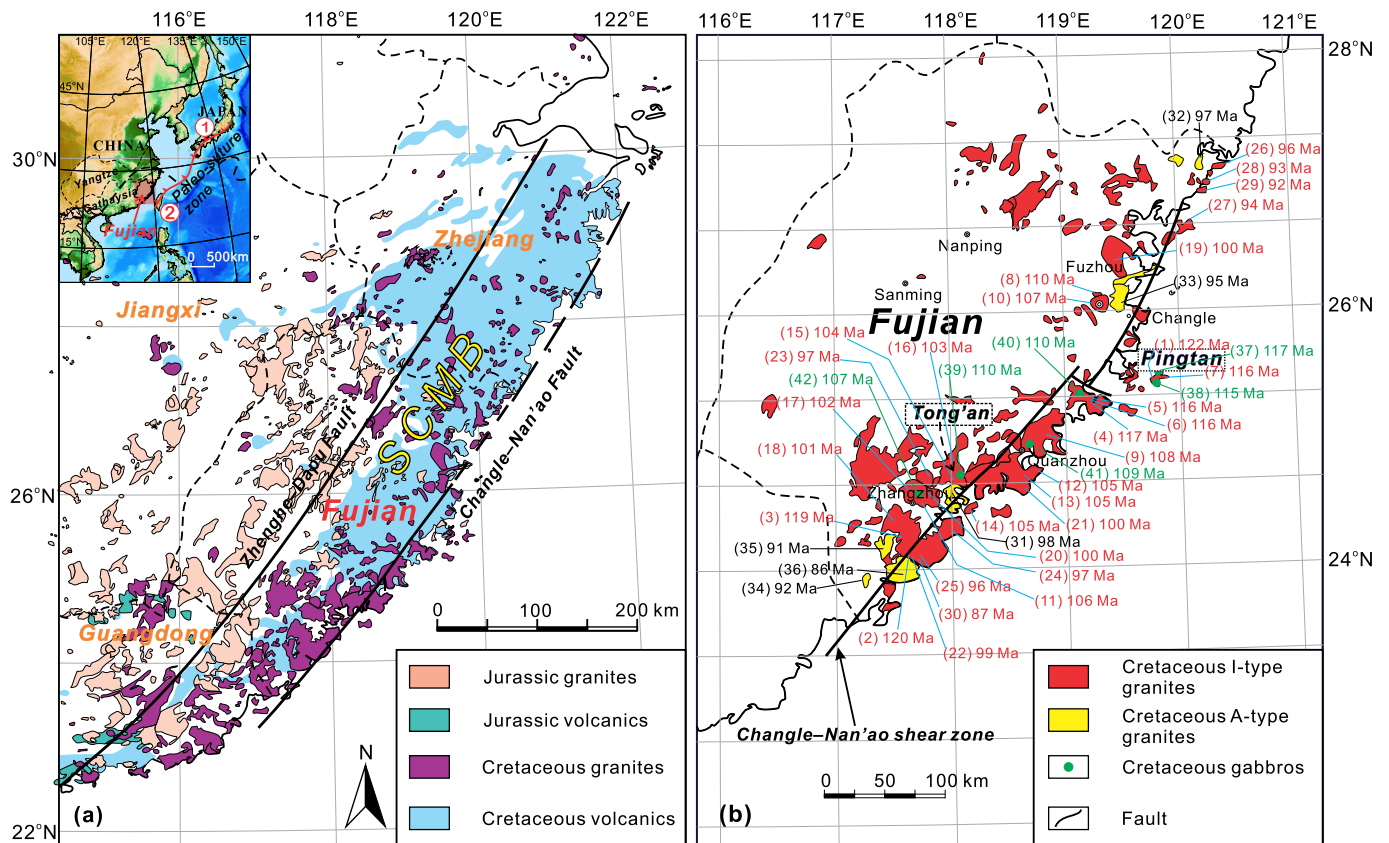 116°E
118°E
120°E
122°E
30°N
26°N
22°N
105°E
120°E
135°E
150°E
45°N
15°N
JAPAN
CHINA
Yangtze
Cathaysia
Fujian
Paleo-suture
zone
1
2
0 500km
Zhejiang
Jiangxi
SCMB
Zhenghe–Dabu Fault
Changle–Nan'ao Fault
Fujian
Guangdong
0 100 200 km
N
(a)
Jurassic granites
Jurassic volcanics
Cretaceous granites
Cretaceous volcanics
116°E
117°E
118°E
119°E
120°E
121°E
28°N
26°N
24°N
(32) 97 Ma
(26) 96 Ma
(28) 93 Ma
(29) 92 Ma
(27) 94 Ma
Nanping
(19) 100 Ma
Fuzhou
(8) 110 Ma
(33) 95 Ma
Sanming
(10) 107 Ma
Fujian
Changle
(15) 104 Ma
(16) 103 Ma
(40) 110 Ma
(1) 122 Ma
(23) 97 Ma
Pingtan
(37) 117 Ma
(39) 110 Ma
(7) 116 Ma
(42) 107 Ma
(38) 115 Ma
(17) 102 Ma
Tong'an
(5) 116 Ma
(6) 116 Ma
(4) 117 Ma
(18) 101 Ma
(9) 108 Ma
Quanzhou
(41) 109 Ma
Zhangzhou
(12) 105 Ma
(13) 105 Ma
(3) 119 Ma
(14) 105 Ma
(21) 100 Ma
(31) 98 Ma
(35) 91 Ma
(20) 100 Ma
(36) 86 Ma
(24) 97 Ma
(34) 92 Ma
(25) 96 Ma
(11) 106 Ma
(30) 87 Ma
(2) 120 Ma
(22) 99 Ma
Changle–Nan'ao shear zone
0 50 100 km
(b)
Cretaceous I-type
granites
Cretaceous A-type
granites
Cretaceous gabbros
Fault